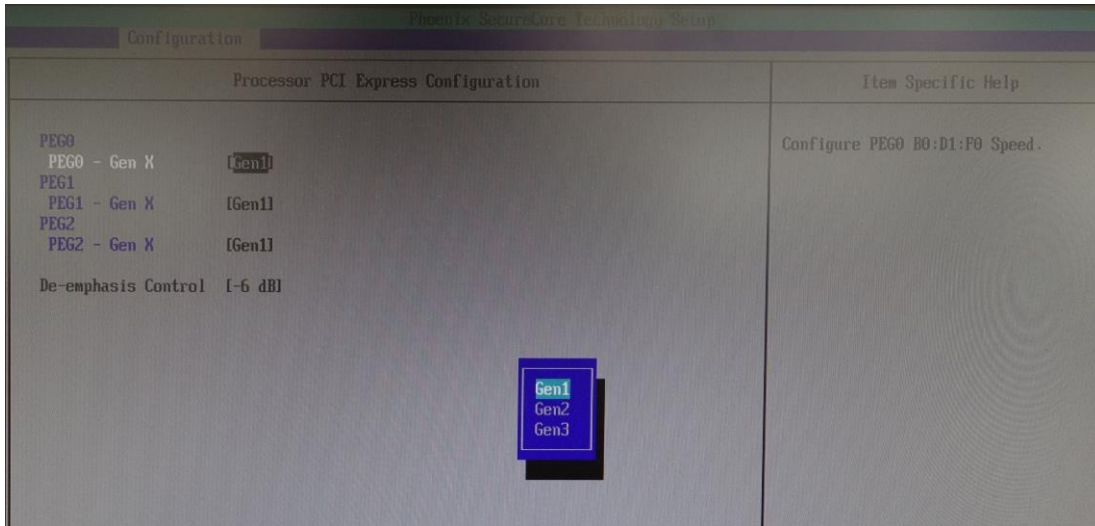 Phoenix SecureCore Technology Setup
Configuration
Processor PCI Express Configuration
Item Specific Help
PEG0
PEG0 - Gen X [Gen1]
PEG1
PEG1 - Gen X [Gen1]
PEG2
PEG2 - Gen X [Gen1]
De-emphasis Control [-6 dB]
Configure PEG0 B0:D1:F0 Speed.
Gen1
Gen2
Gen3